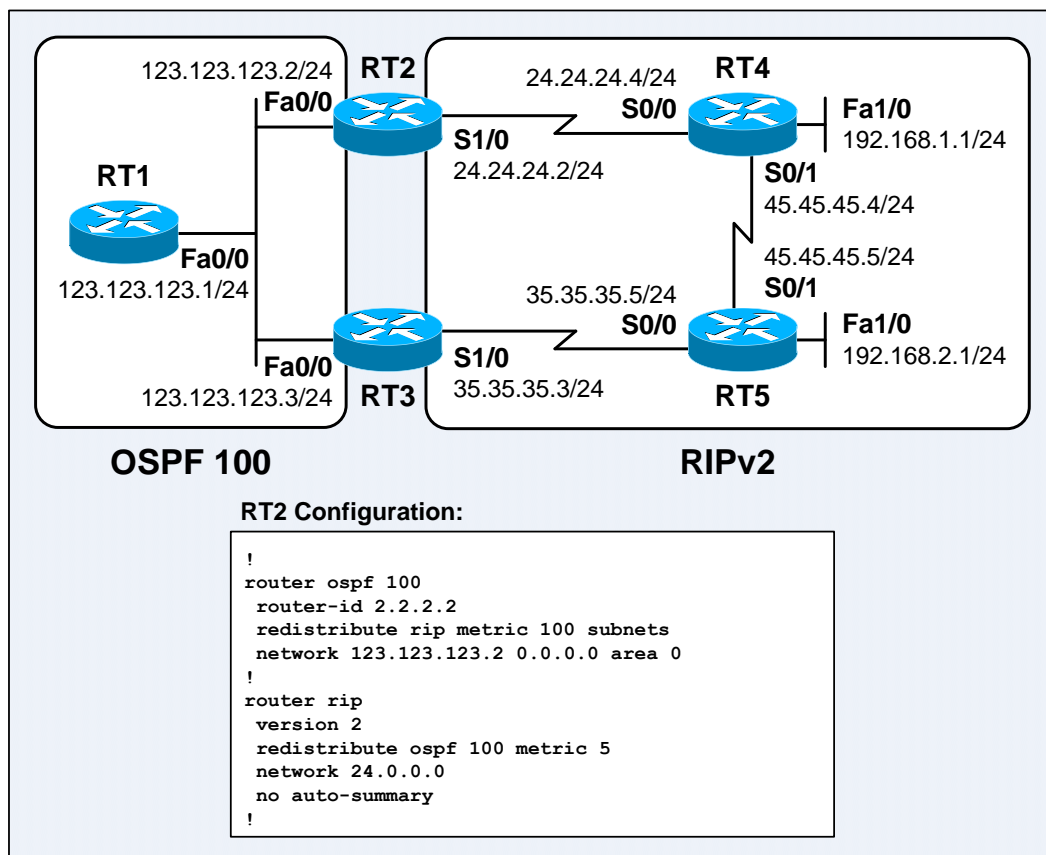 123.123.123.2/24
RT2
24.24.24.4/24
RT4
Fa0/0
S0/0
Fa1/0
192.168.1.1/24
S1/0
24.24.24.2/24
RT1
S0/1
45.45.45.4/24
Fa0/0
123.123.123.1/24
45.45.45.5/24
S0/1
35.35.35.5/24
S0/0
Fa1/0
192.168.2.1/24
Fa0/0
S1/0
123.123.123.3/24
RT3
35.35.35.3/24
RT5
OSPF 100
RIPv2
RT2 Configuration:
!
router ospf 100
router-id 2.2.2.2
redistribute rip metric 100 subnets
network 123.123.123.2 0.0.0.0 area 0
!
router rip
version 2
redistribute ospf 100 metric 5
network 24.0.0.0
no auto-summary
!